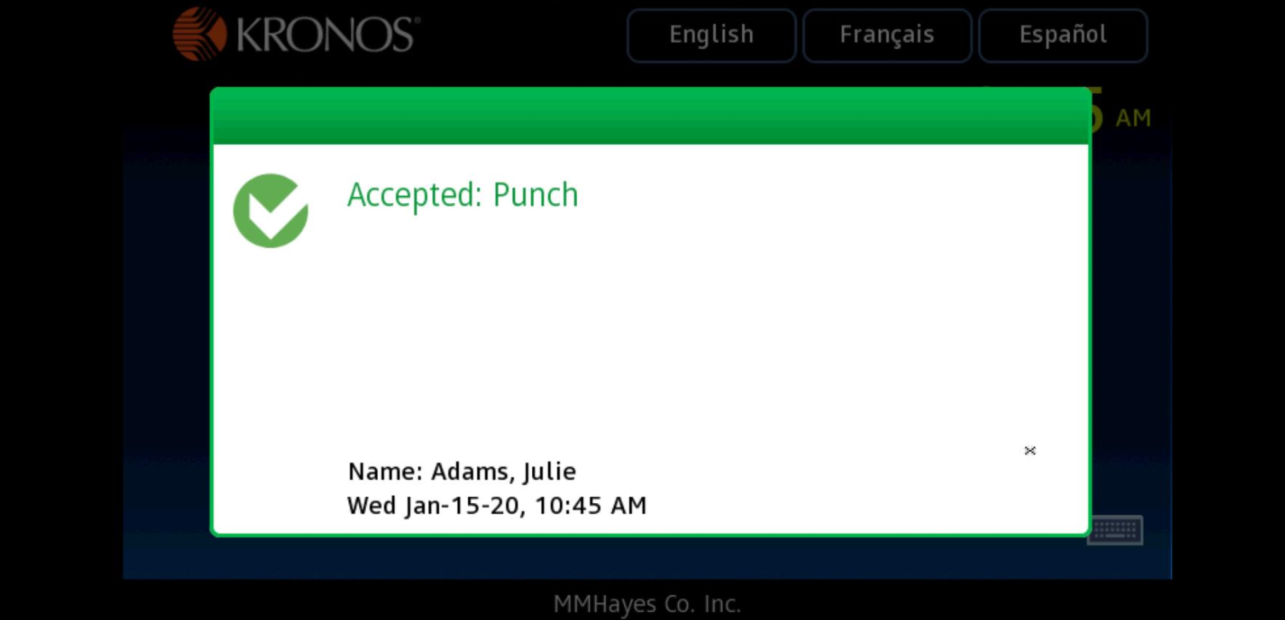 KRONOS®
English Français Español
5 AM
Accepted: Punch
Name: Adams, Julie
Wed Jan-15-20, 10:45 AM
MMHayes Co. Inc.